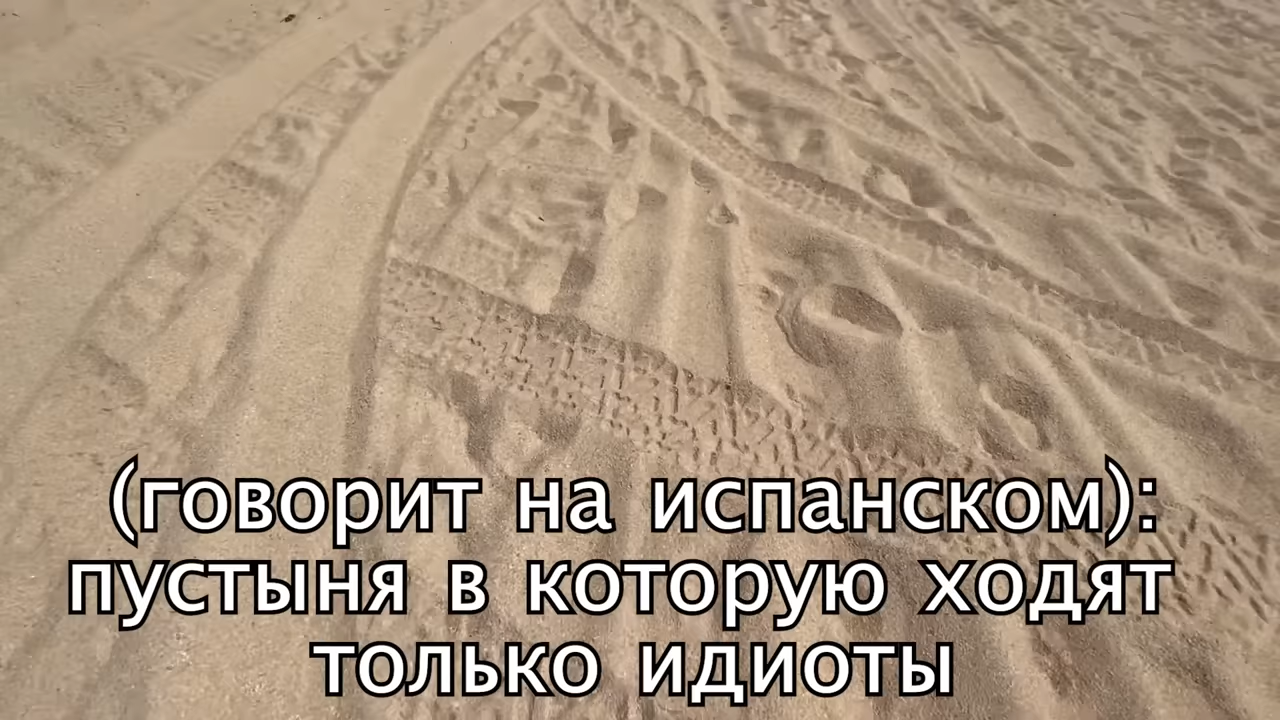 (говорит на испанском):
пустыня в которую ходят
только идиоты